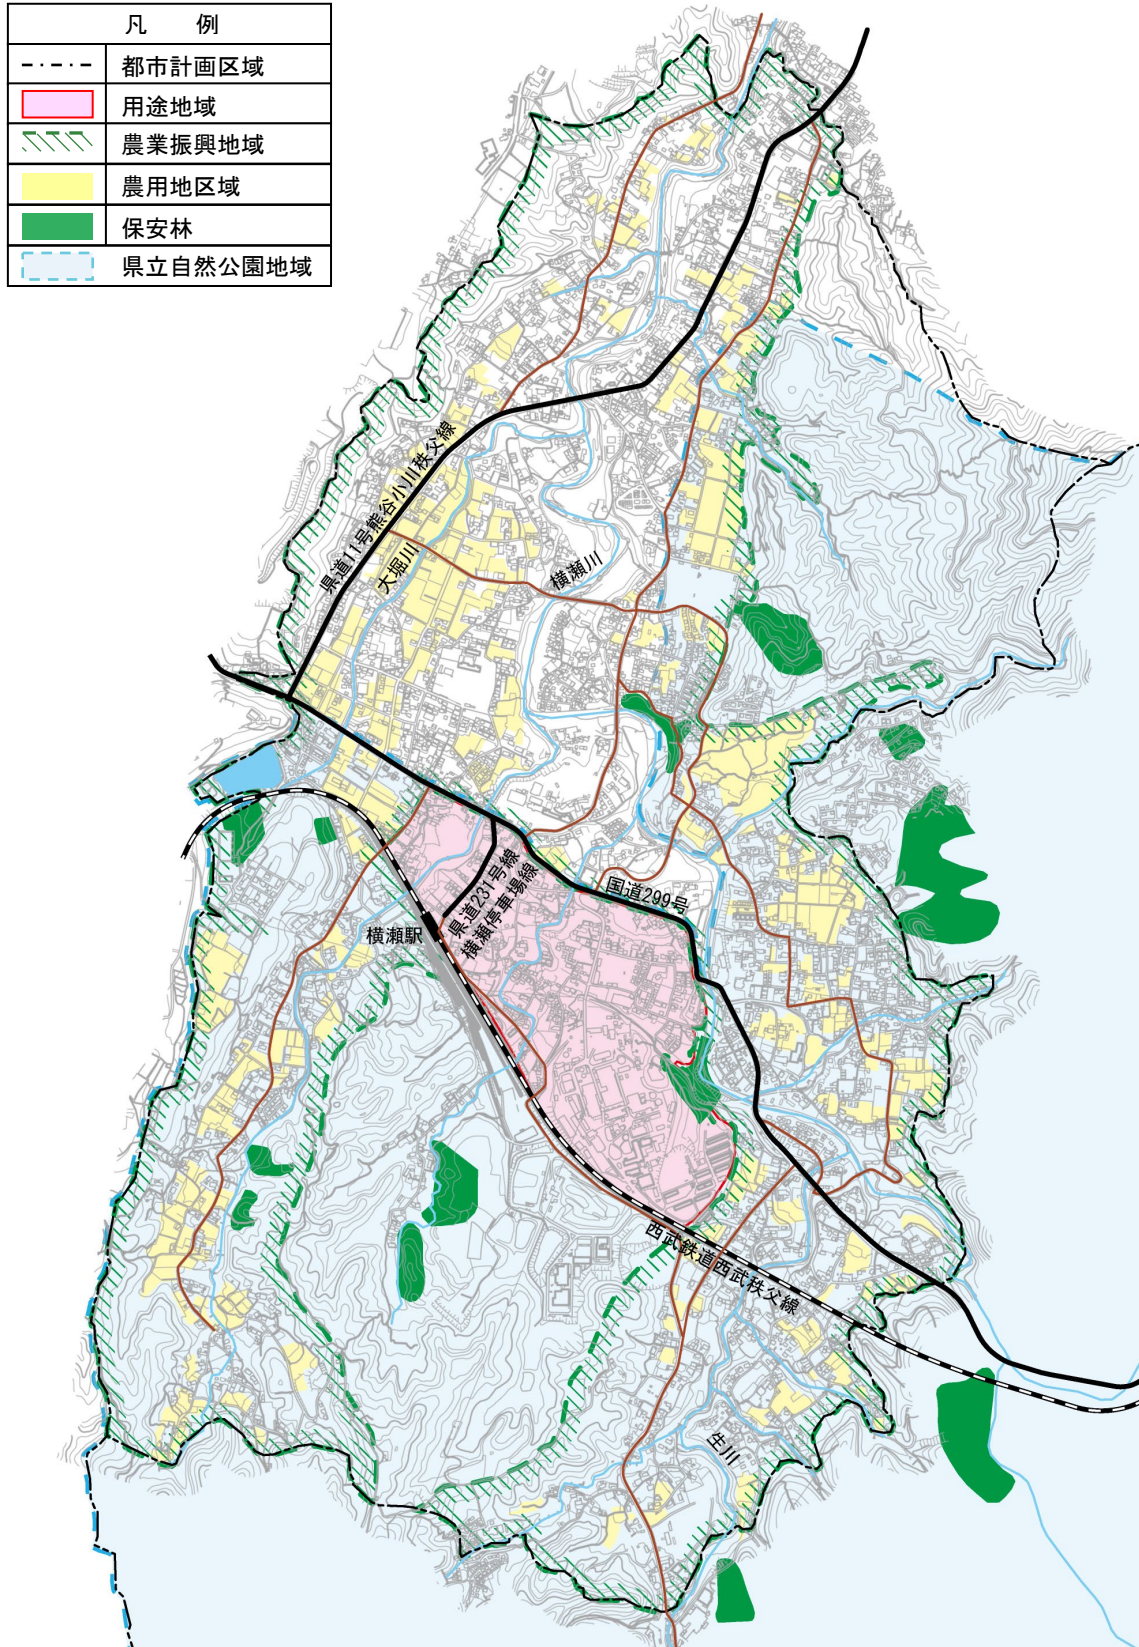 凡　例
都市計画区域
用途地域
農業振興地域
農用地区域
保安林
県立自然公園地域
県道11号熊谷小川秩父線
大堀川
横瀬川
国道299号
県道231号線
横瀬停車場線
横瀬駅
西武鉄道西武秩父線
生川